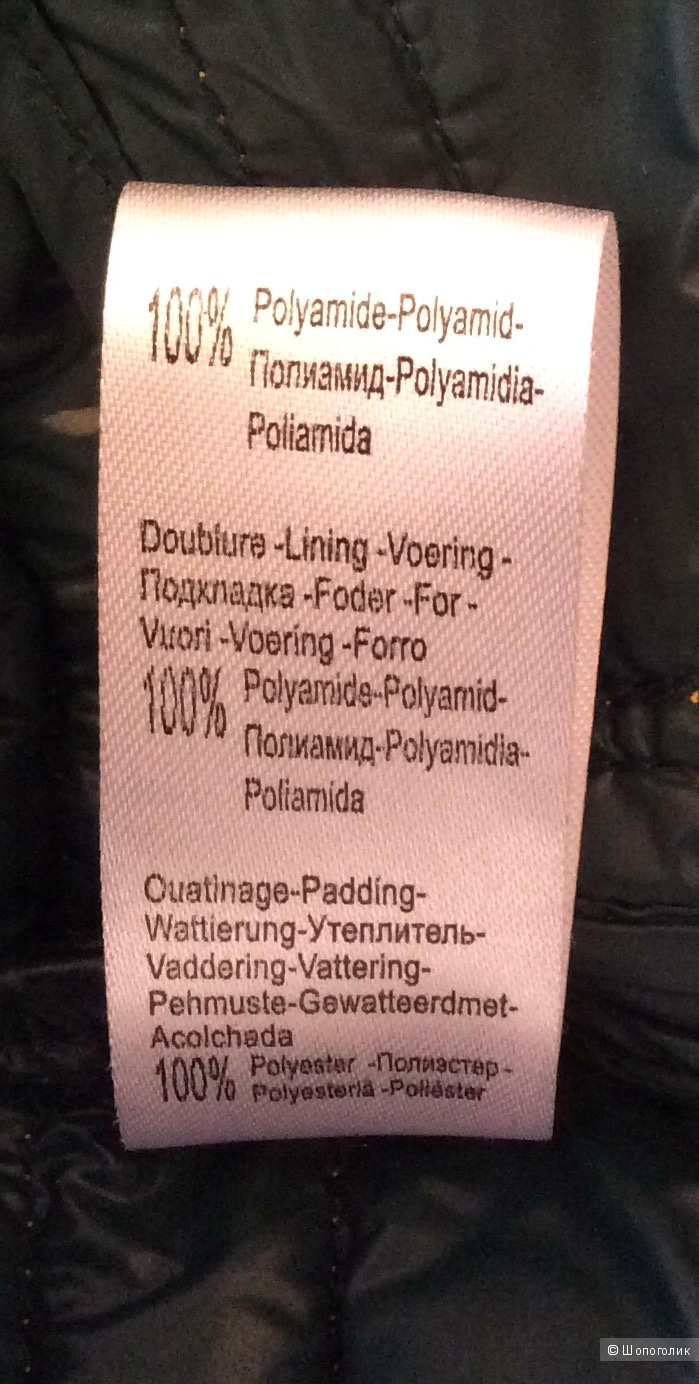 100% Polyamide-Polyamid-
Полиамид-Polyamidia-
Poliamida
Doublure -Lining -Voering -
Подкладка -Foder -For -
Vuori -Voering -Forro
100% Polyamide-Polyamid-
Полиамид-Polyamidia-
Poliamida
Ouatinage-Padding-
Wattierung-Утеплитель-
Vaddering-Vattering-
Pehmuste-Gewatteerdmet-
Acolchada
100% Polyester -Полиэстер -
Polyesteria -Poliéster
© Шопоголик